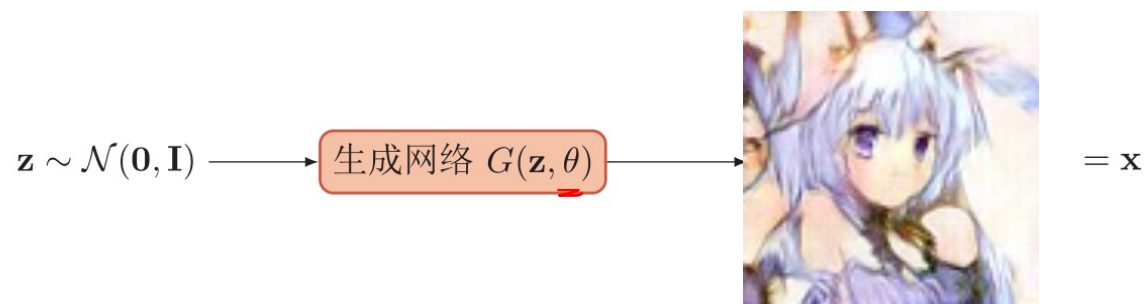 z ∼ 𝒩(0, I) 生成网络 G(z, θ) = x